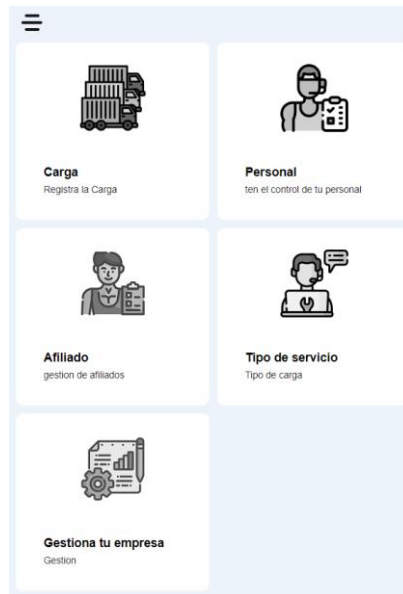 Carga
Registra la Carga
Personal
ten el control de tu personal
Afiliado
gestion de afiliados
Tipo de servicio
Tipo de carga
Gestiona tu empresa
Gestion